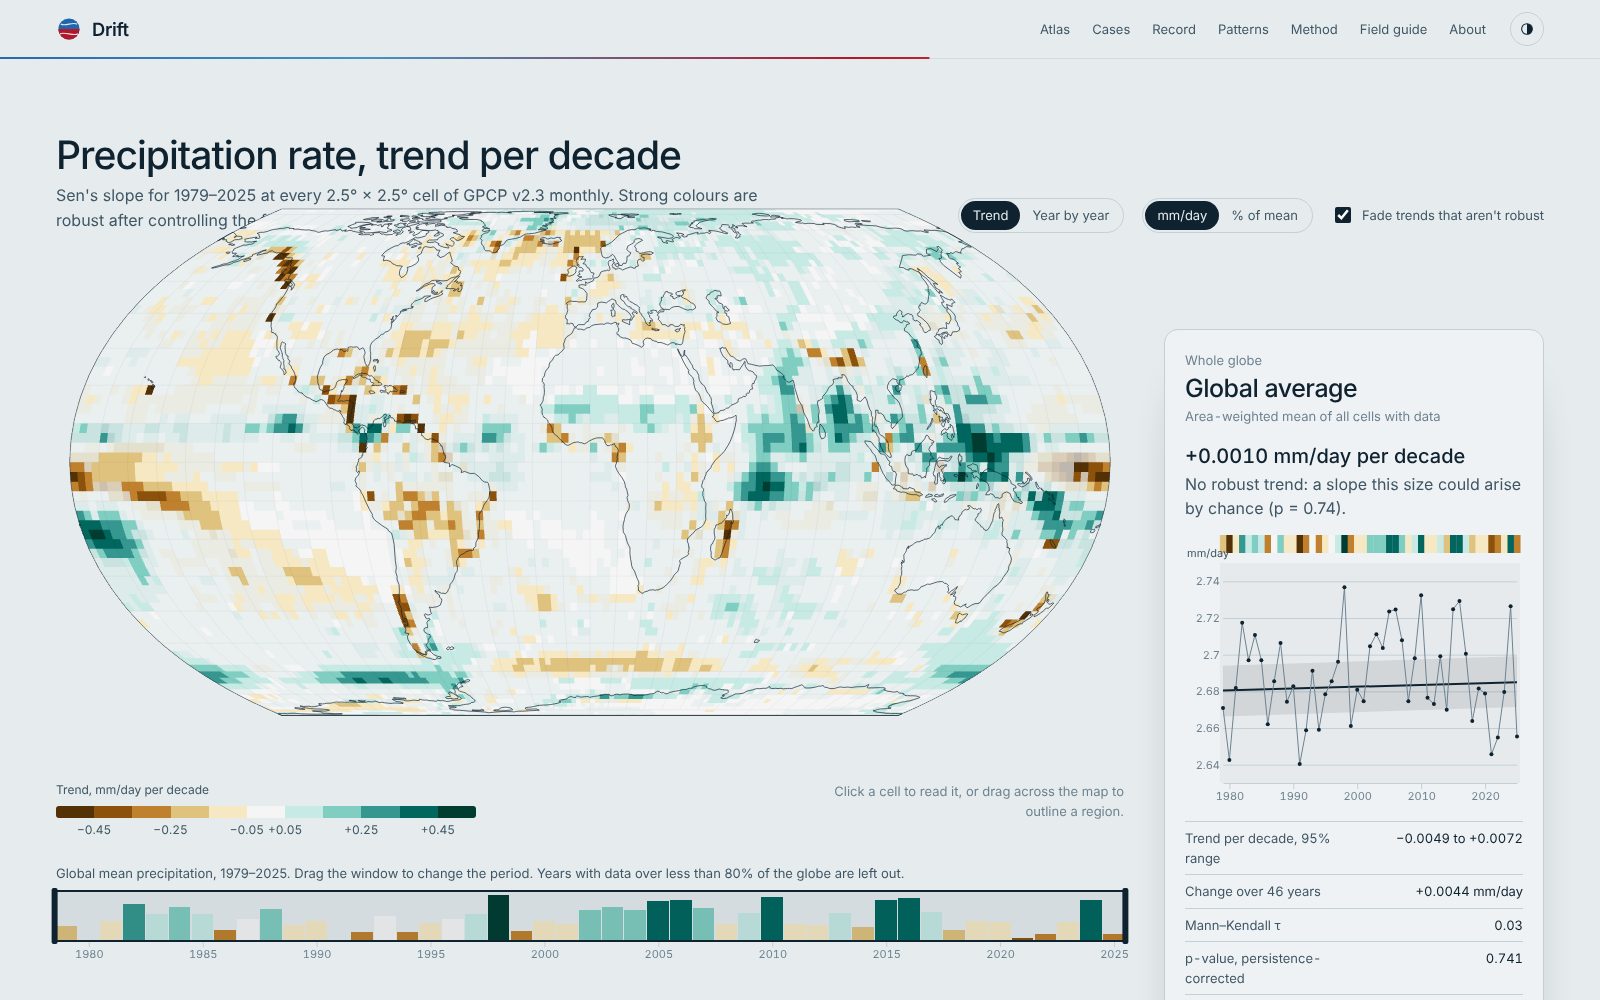 Drift
Atlas Cases Record Patterns Method Field guide About
Precipitation rate, trend per decade
Sen's slope for 1979–2025 at every 2.5° × 2.5° cell of GPCP v2.3 monthly. Strong colours are
robust after controlling the
Trend Year by year mm/day % of mean Fade trends that aren't robust
Whole globe
Global average
Area-weighted mean of all cells with data
+0.0010 mm/day per decade
No robust trend: a slope this size could arise
by chance (p = 0.74).
mm/day
2.74
2.72
2.7
2.68
2.66
2.64
1980 1990 2000 2010 2020
Trend per decade, 95%
range
−0.0049 to +0.0072
Change over 46 years +0.0044 mm/day
Mann–Kendall τ 0.03
p-value, persistence-
corrected
0.741
Trend, mm/day per decade
−0.45 −0.25 −0.05 +0.05 +0.25 +0.45
Click a cell to read it, or drag across the map to
outline a region.
Global mean precipitation, 1979–2025. Drag the window to change the period. Years with data over less than 80% of the globe are left out.
1980 1985 1990 1995 2000 2005 2010 2015 2020 2025